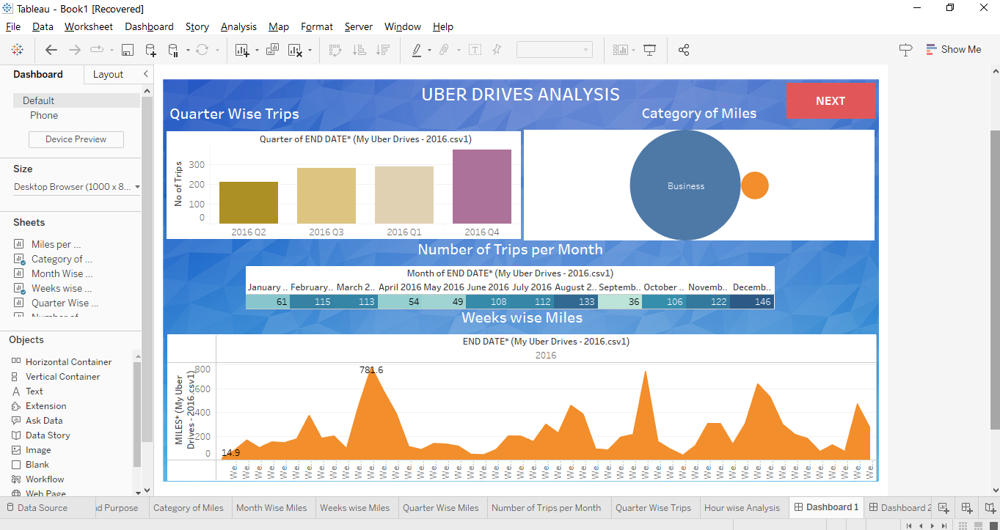 Tableau - Book1 [Recovered]
File Data Worksheet Dashboard Story Analysis Map Format Server Window Help
Show Me
Dashboard Layout
Default
Phone
Device Preview
Size
Desktop Browser (1000 x 8...
Sheets
Miles per ...
Category of ...
Month Wise ...
Weeks wise ...
Quarter Wise ...
Number of
Objects
Horizontal Container
Vertical Container
Text
Extension
Ask Data
Data Story
Image
Blank
Workflow
Web Page
UBER DRIVES ANALYSIS
NEXT
Quarter Wise Trips
Category of Miles
Quarter of END DATE* (My Uber Drives - 2016.csv1)
No of Trips
300
200
100
0
2016 Q2 2016 Q3 2016 Q1 2016 Q4
Business
Number of Trips per Month
Month of END DATE* (My Uber Drives - 2016.csv1)
January .. February.. March 2.. April 2016 May 2016 June 2016 July 2016 August 2.. Septemb.. October .. Novemb.. Decemb..
61 115 113 54 49 108 112 133 36 106 122 146
Weeks wise Miles
END DATE* (My Uber Drives - 2016.csv1)
2016
MILES* (My Uber
Drives - 2016.csv1)
800
600
400
200
0
781.6
14.9
We.. We.. We.. We.. We.. We.. We.. We.. We.. We.. We.. We.. We.. We.. We.. We.. We.. We.. We.. We.. We.. We.. We.. We.. We.. We.. We.. We.. We.. We.. We.. We.. We.. We.. We.. We.. We.. We.. We.. We.. We.. We.. We.. We.. We.. We.. We.. We.. We.. We.. We.. We..
Data Source d Purpose Category of Miles Month Wise Miles Weeks wise Miles Quarter Wise Miles Number of Trips per Month Quarter Wise Trips Hour wise Analysis Dashboard 1 Dashboard 2